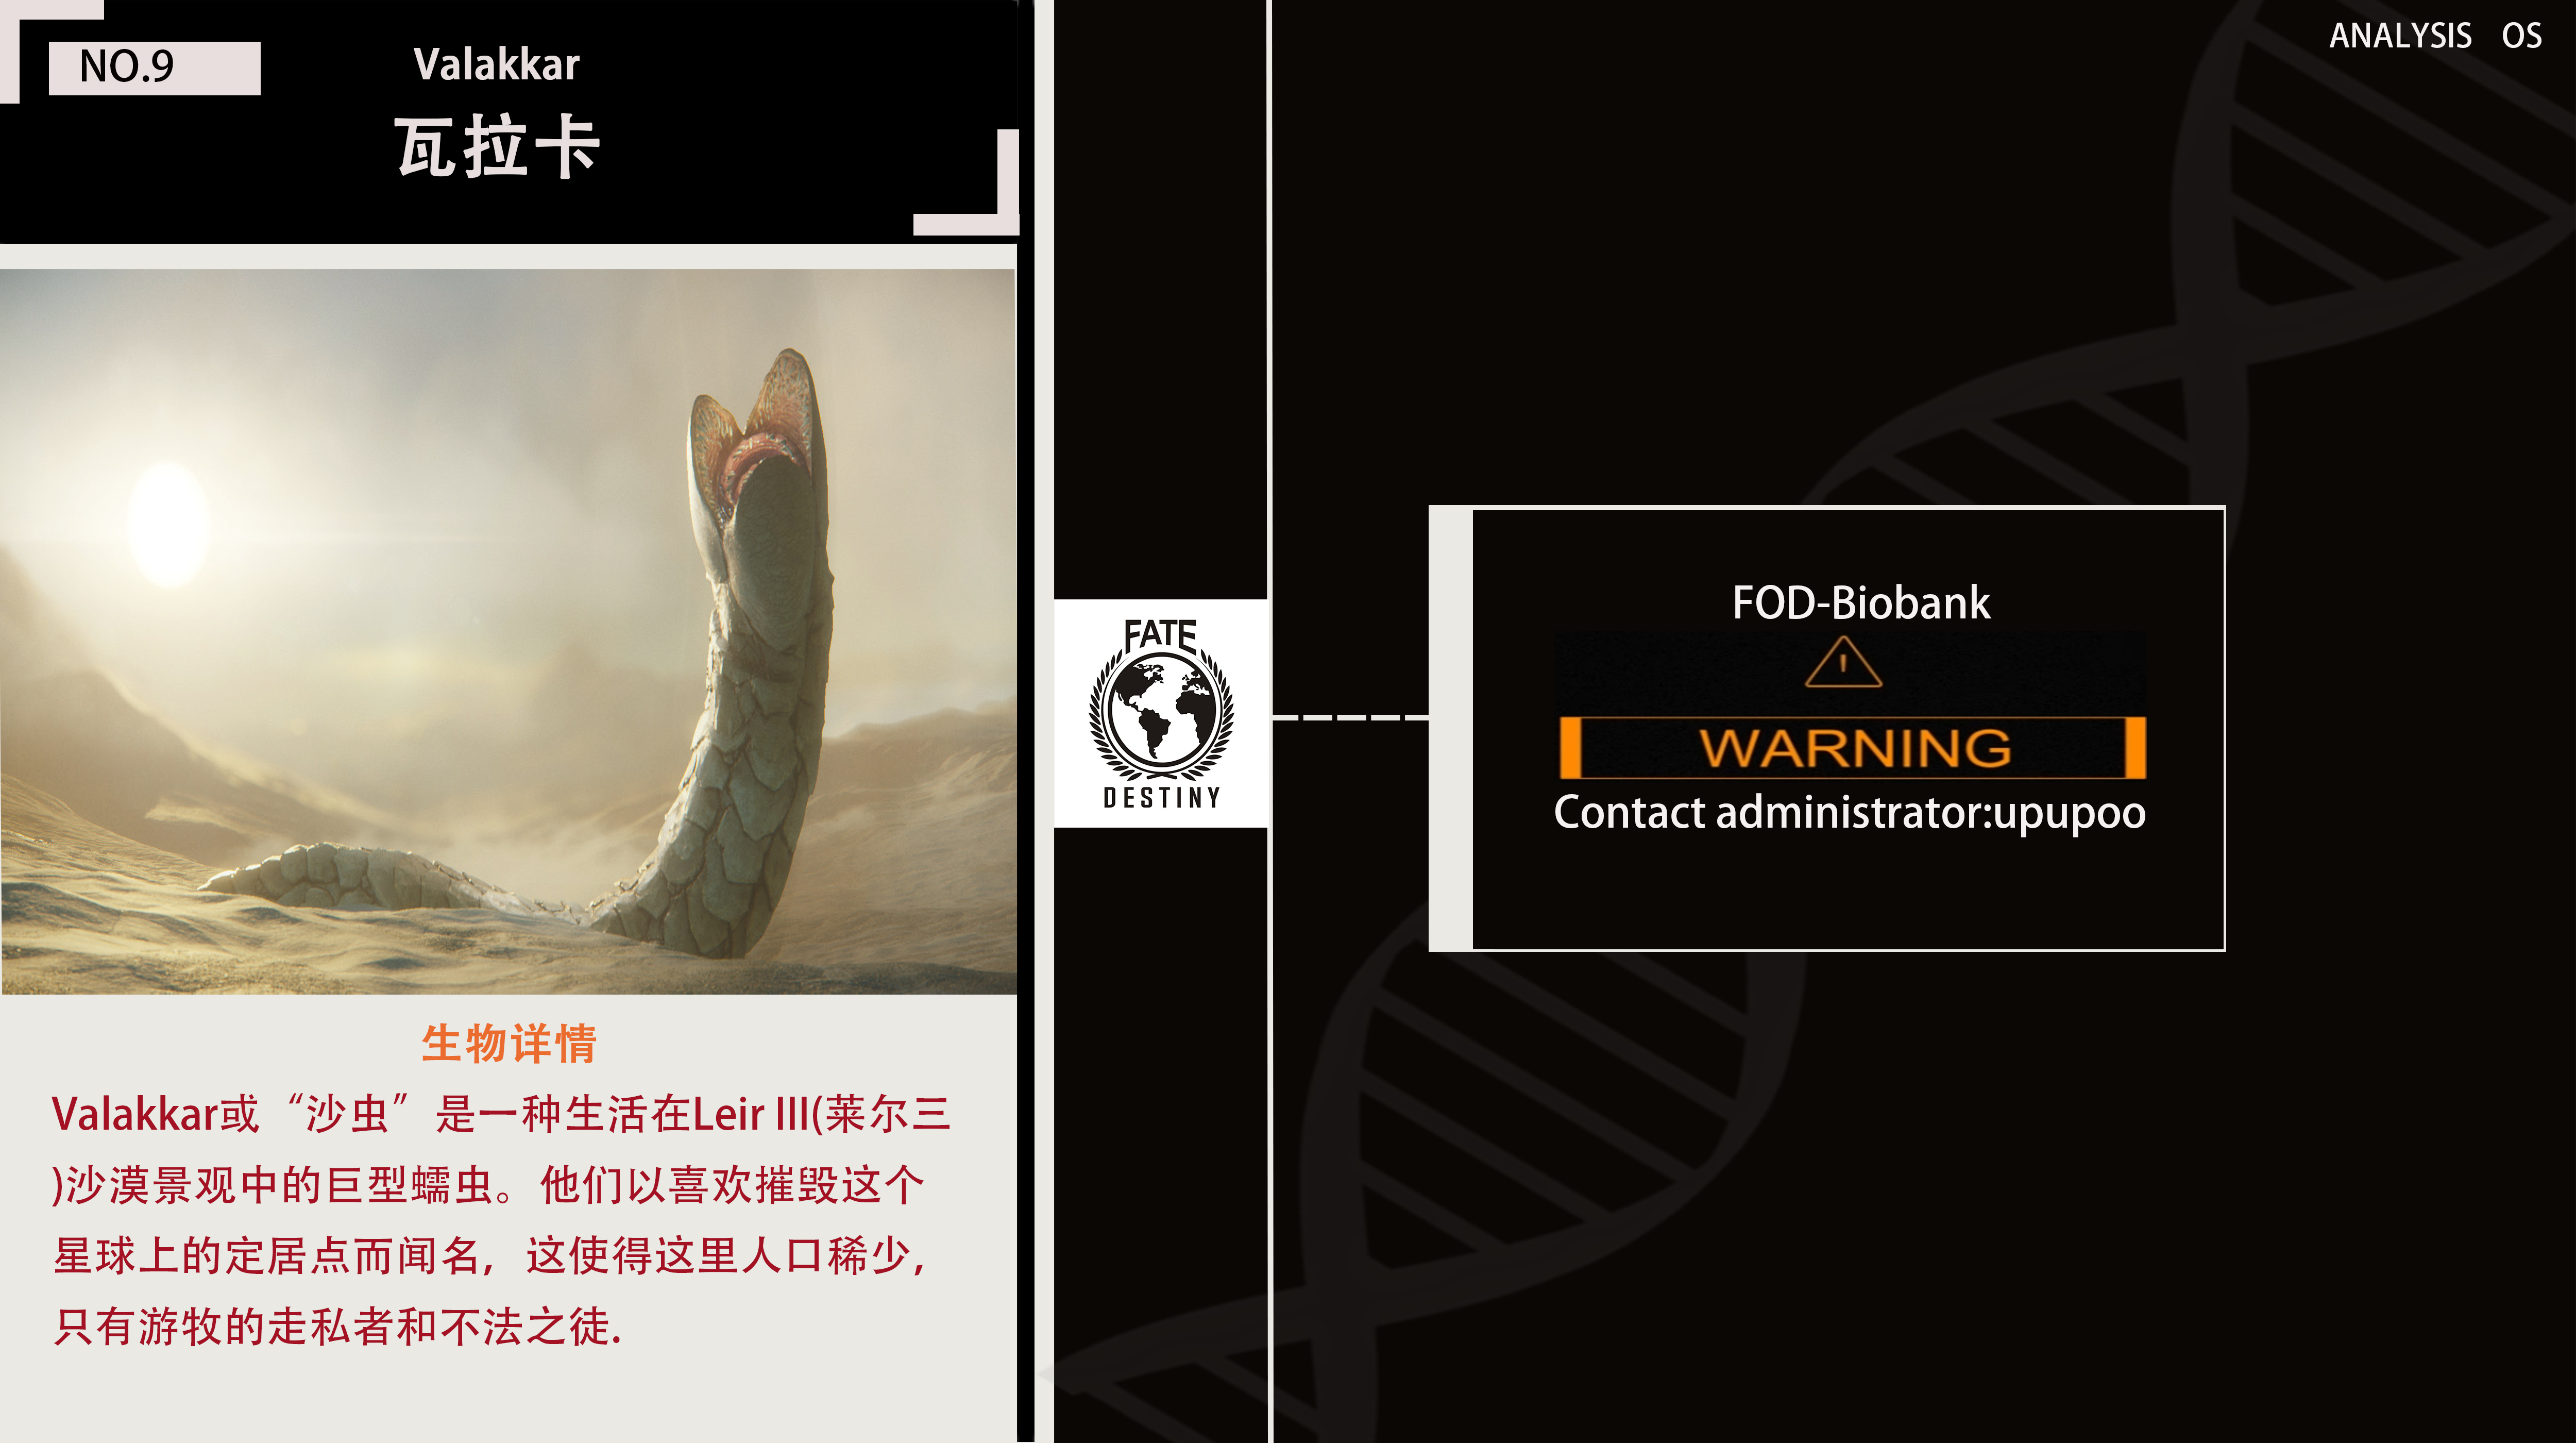 NO.9
Valakkar
瓦拉卡
生物详情
Valakkar或“沙虫”是一种生活在Leir III(莱尔三
)沙漠景观中的巨型蠕虫。他们以喜欢摧毁这个
星球上的定居点而闻名，这使得这里人口稀少，
只有游牧的走私者和不法之徒.
FATE
DESTINY
ANALYSIS OS
FOD-Biobank
WARNING
Contact administrator:upupoo